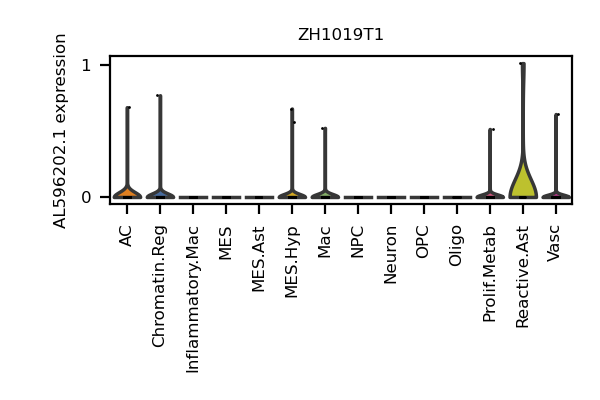 ZH1019T1
AL596202.1 expression
1
0
AC
Chromatin.Reg
Inflammatory.Mac
MES
MES.Ast
MES.Hyp
Mac
NPC
Neuron
OPC
Oligo
Prolif.Metab
Reactive.Ast
Vasc